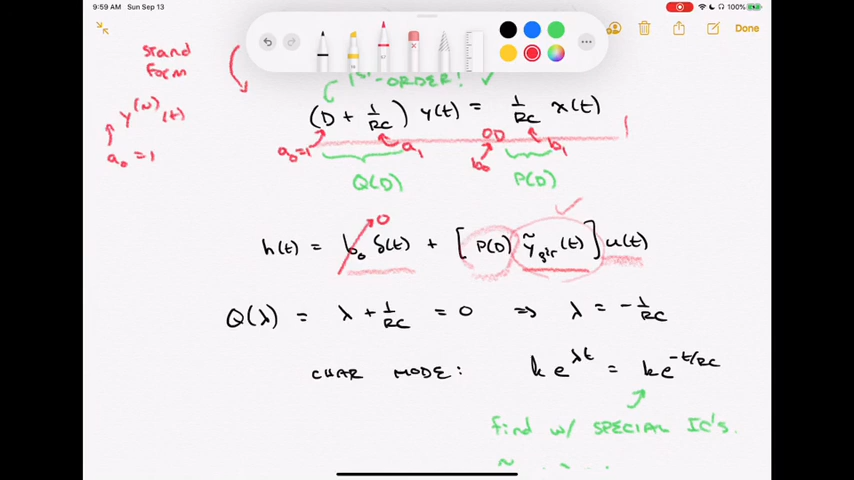 9:59 AM Sun Sep 13
100%
Done
stand
form
1ST-ORDER! ✓
y^(N)(t)
a₀ = 1
(D + 1/RC) y(t) = 1/RC x(t)
a₀=1
a₁
0D
b₀
b₁
Q(D)
P(D)
0
h(t) = b₀ δ(t) + [P(D) ỹzir(t)] u(t)
Q(λ) = λ + 1/RC = 0 ⇒ λ = -1/RC
CHAR MODE: ke^λt = ke^-t/RC
find w/ SPECIAL IC's.